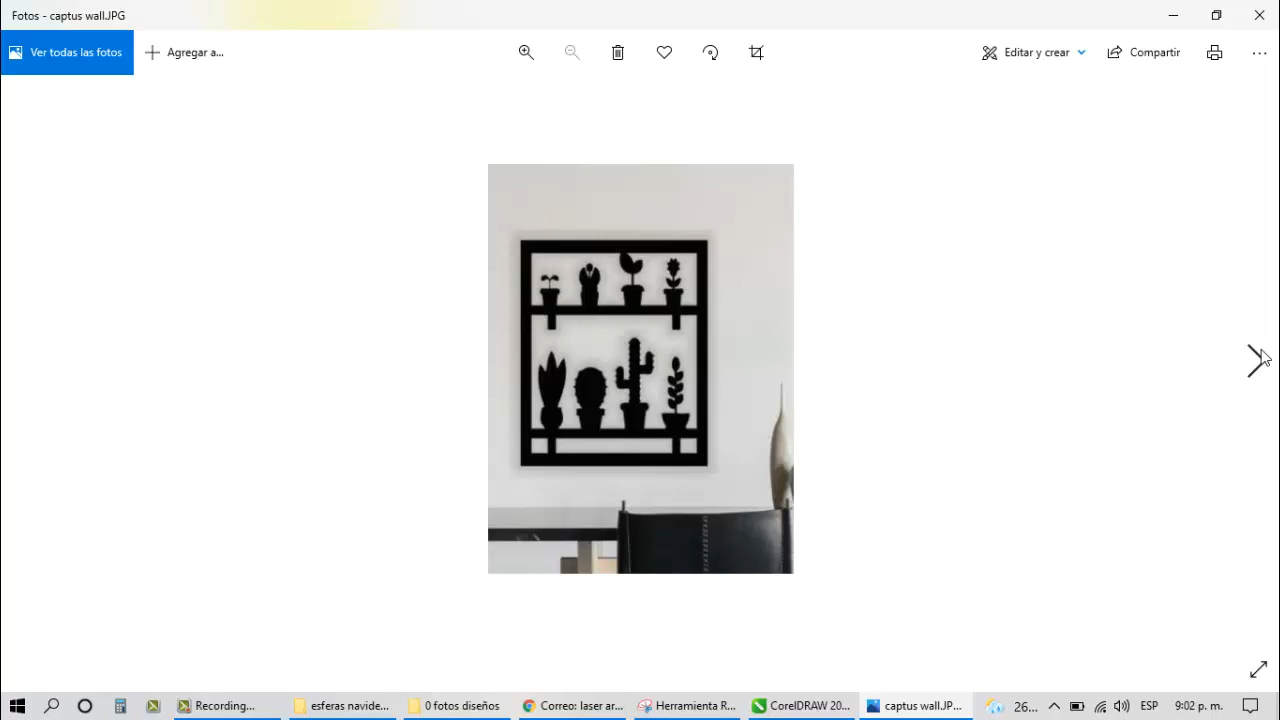 Fotos - captus wall.JPG
Ver todas las fotos
Agregar a...
Editar y crear
Compartir
Recording...
esferas navide...
0 fotos diseños
Correo: laser ar...
Herramienta R...
CorelDRAW 20...
captus wall.JP...
26...
ESP
9:02 p. m.